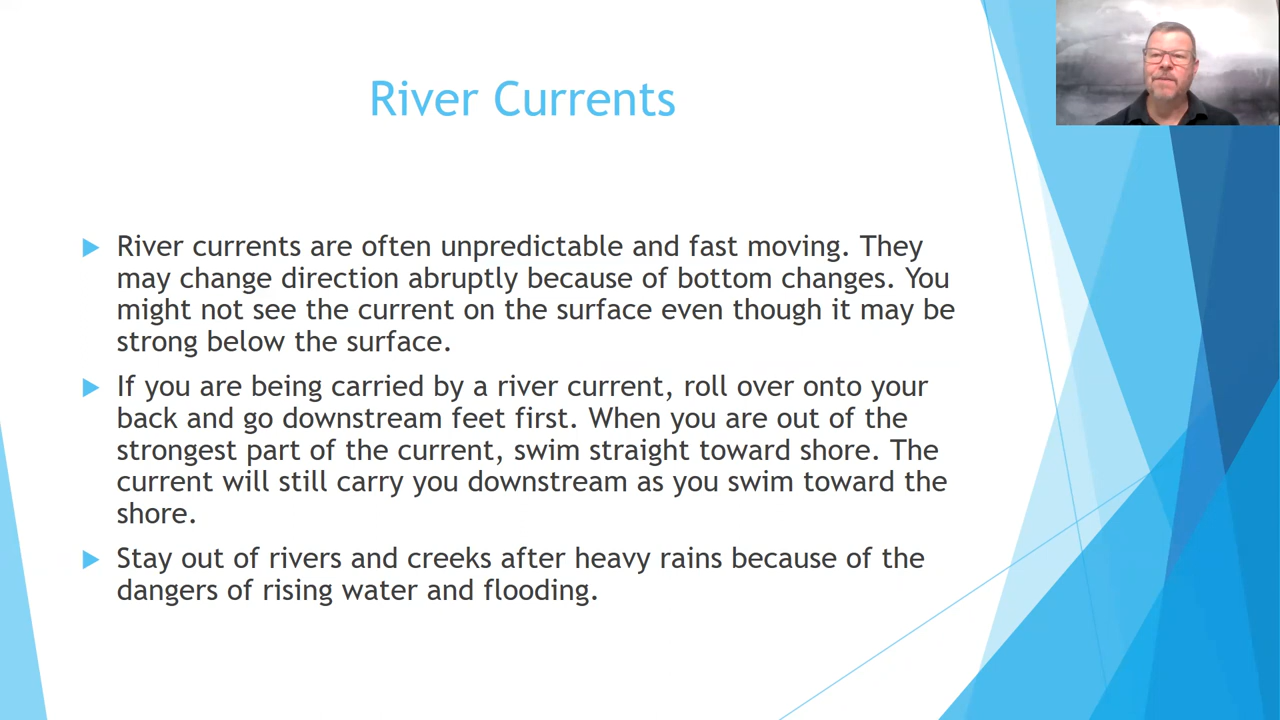 River Currents
River currents are often unpredictable and fast moving. They
may change direction abruptly because of bottom changes. You
might not see the current on the surface even though it may be
strong below the surface.
If you are being carried by a river current, roll over onto your
back and go downstream feet first. When you are out of the
strongest part of the current, swim straight toward shore. The
current will still carry you downstream as you swim toward the
shore.
Stay out of rivers and creeks after heavy rains because of the
dangers of rising water and flooding.